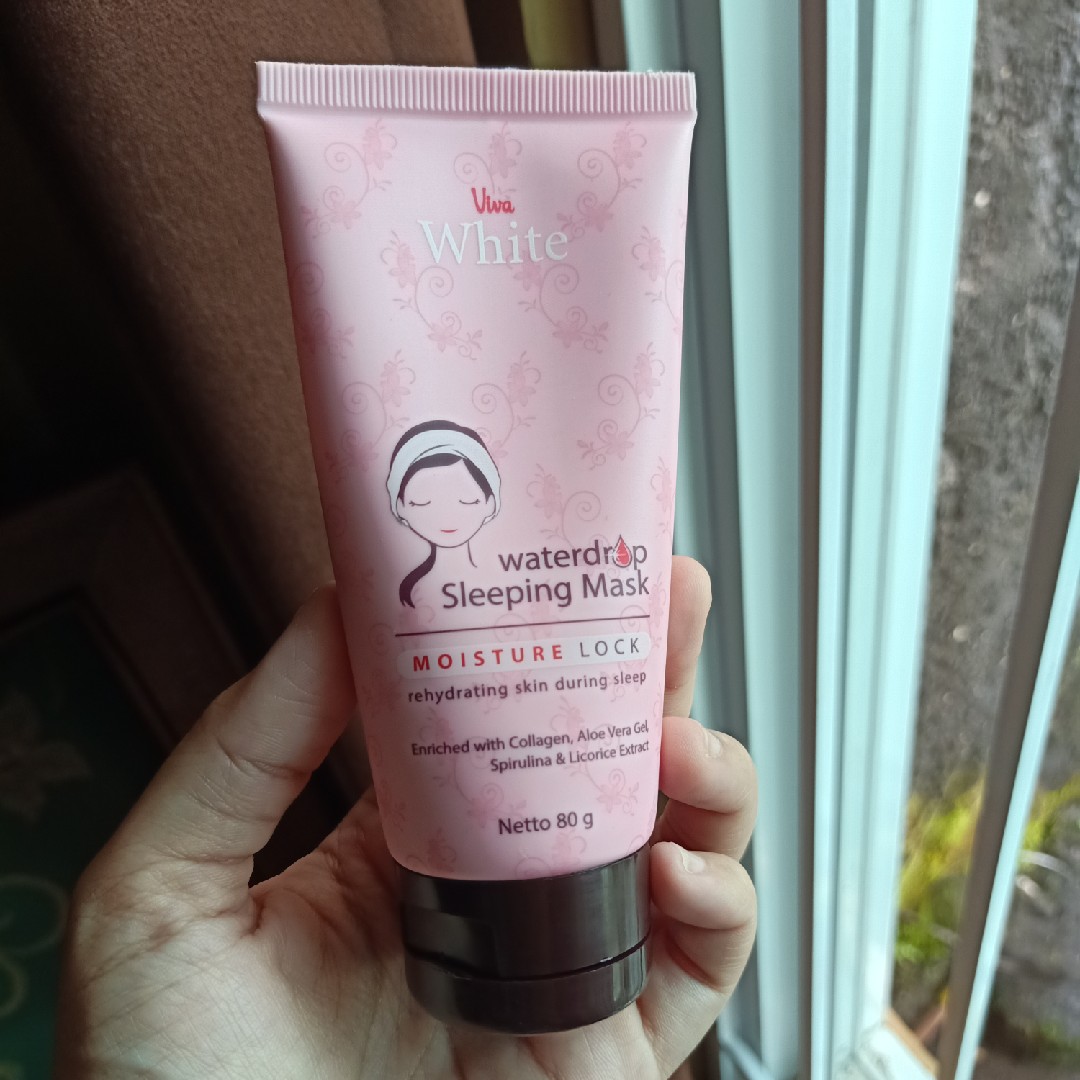 Viva
White
waterdrop
Sleeping Mask
MOISTURE LOCK
rehydrating skin during sleep
Enriched with Collagen, Aloe Vera Gel,
Spirulina & Licorice Extract
Netto 80 g